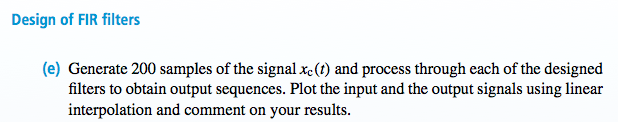 Design of FIR filters
(e) Generate 200 samples of the signal xc(t) and process through each of the designed
filters to obtain output sequences. Plot the input and the output signals using linear
interpolation and comment on your results.